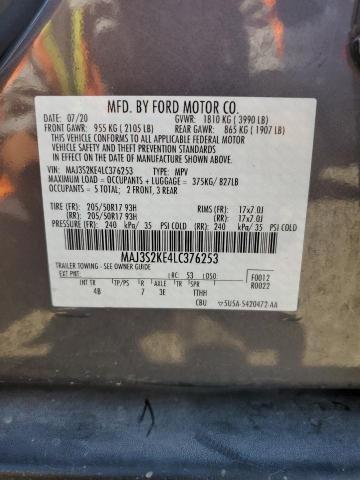 MFD. BY FORD MOTOR CO.
07/20 GVWR: 1810 KG ( 3990 LB)
FRONT GAWR: 955 KG ( 2105 LB) REAR GAWR: 865 KG ( 1907 LB)
THIS VEHICLE CONFORMS TO ALL APPLICABLE FEDERAL MOTOR
VEHICLE SAFETY AND BUMPER STANDARDS AND THEFT PREVENTION
STANDARD IN EFFECT ON THE DATE OF MANUFACTURE SHOWN
ABOVE.
VIN: MAJ3S2KE4LC376253 TYPE: MPV
MAXIMUM LOAD = OCCUPANTS + LUGGAGE = 375KG/ 827LB
OCCUPANTS = 5 TOTAL; 2 FRONT, 3 REAR
TIRE (FR): 205/50R17 93H RIMS (FR): 17x7.0J
(RR): 205/50R17 93H (RR): 17x7.0J
PRESSURE (FR): 240 kPa/ 35 PSI COLD (RR): 240 kPa/ 35 PSI COLD
MAJ3S2KE4LC376253
TRAILER TOWING - SEE OWNER GUIDE
EXT PNT: RC: 53 DSO: F0012
R0022
INT TR TP/PS R AXLE TR SPR
4B 7 3E TTHH
CBU 5U5A-5420472-AA